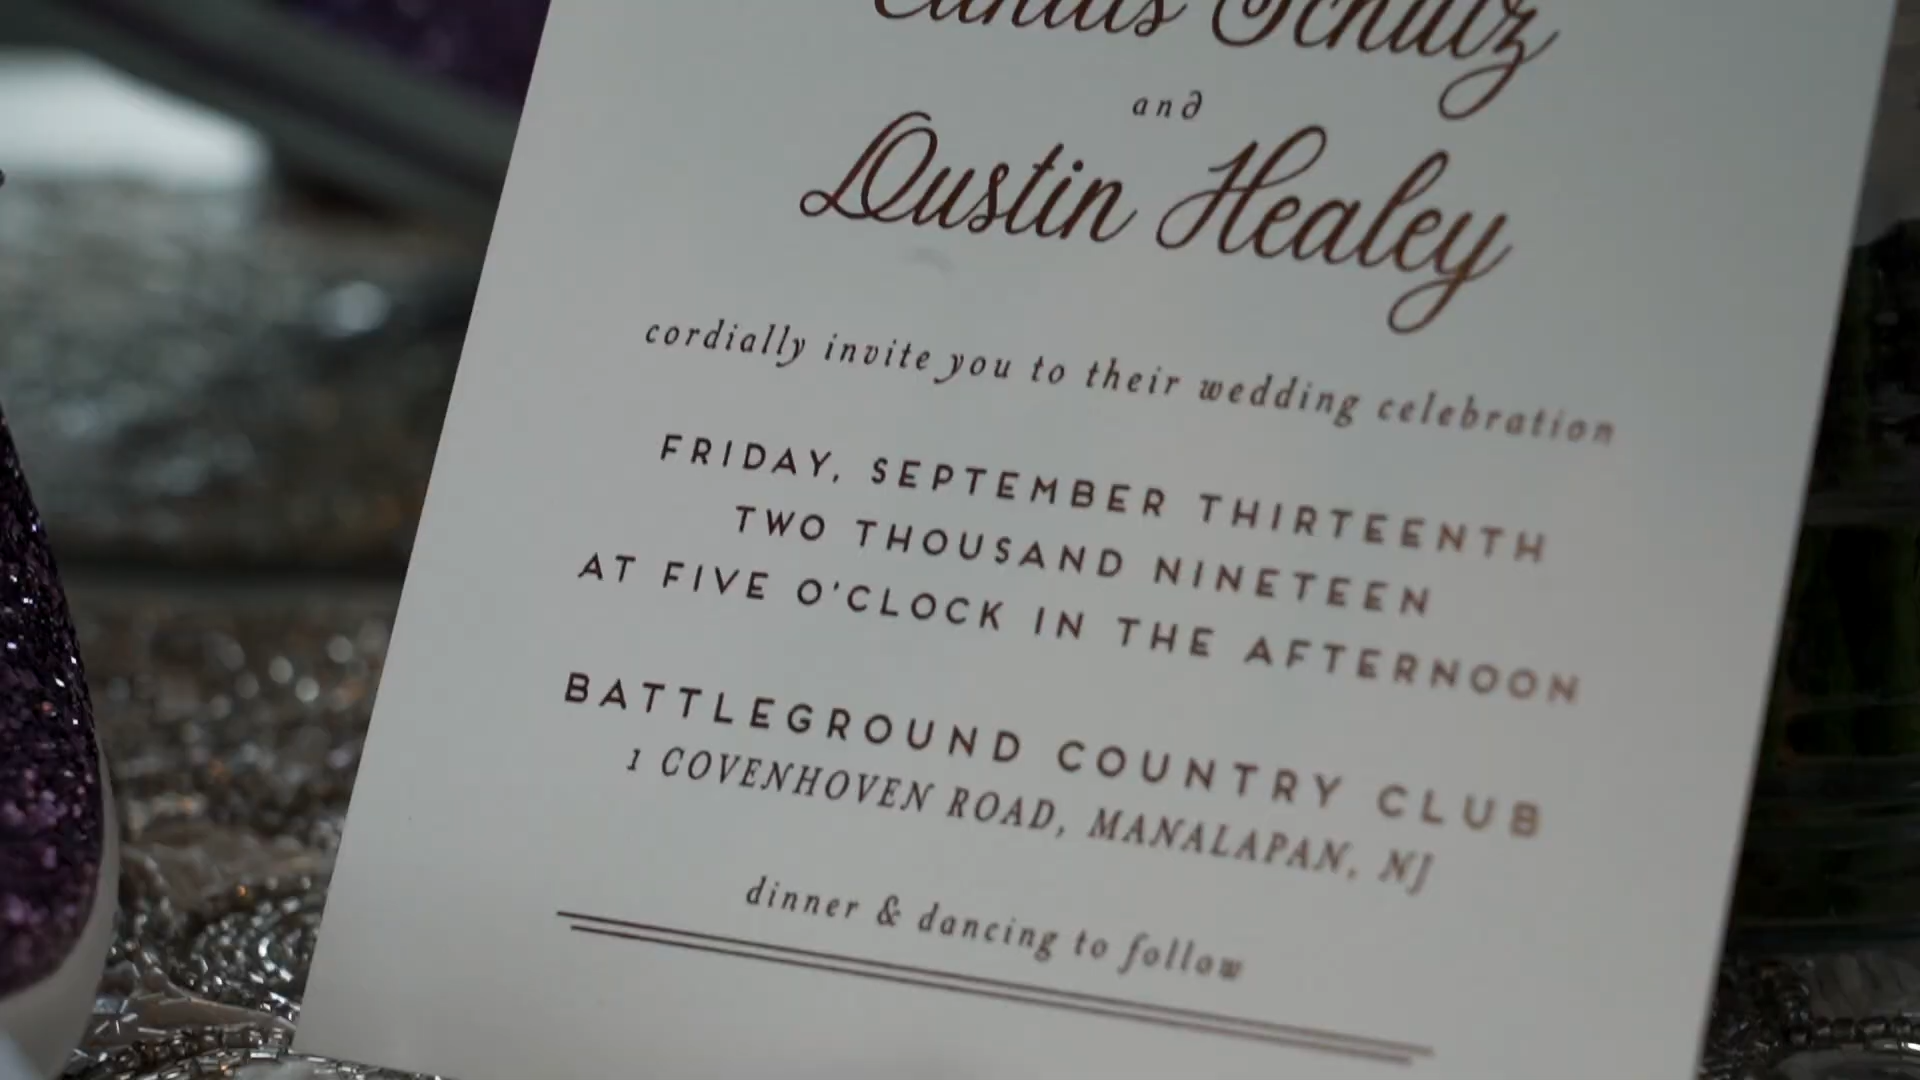 Schulz
and
Dustin Healey
cordially invite you to their wedding celebration
FRIDAY, SEPTEMBER THIRTEENTH
TWO THOUSAND NINETEEN
AT FIVE O'CLOCK IN THE AFTERNOON
BATTLEGROUND COUNTRY CLUB
1 COVENHOVEN ROAD, MANALAPAN, NJ
dinner & dancing to follow